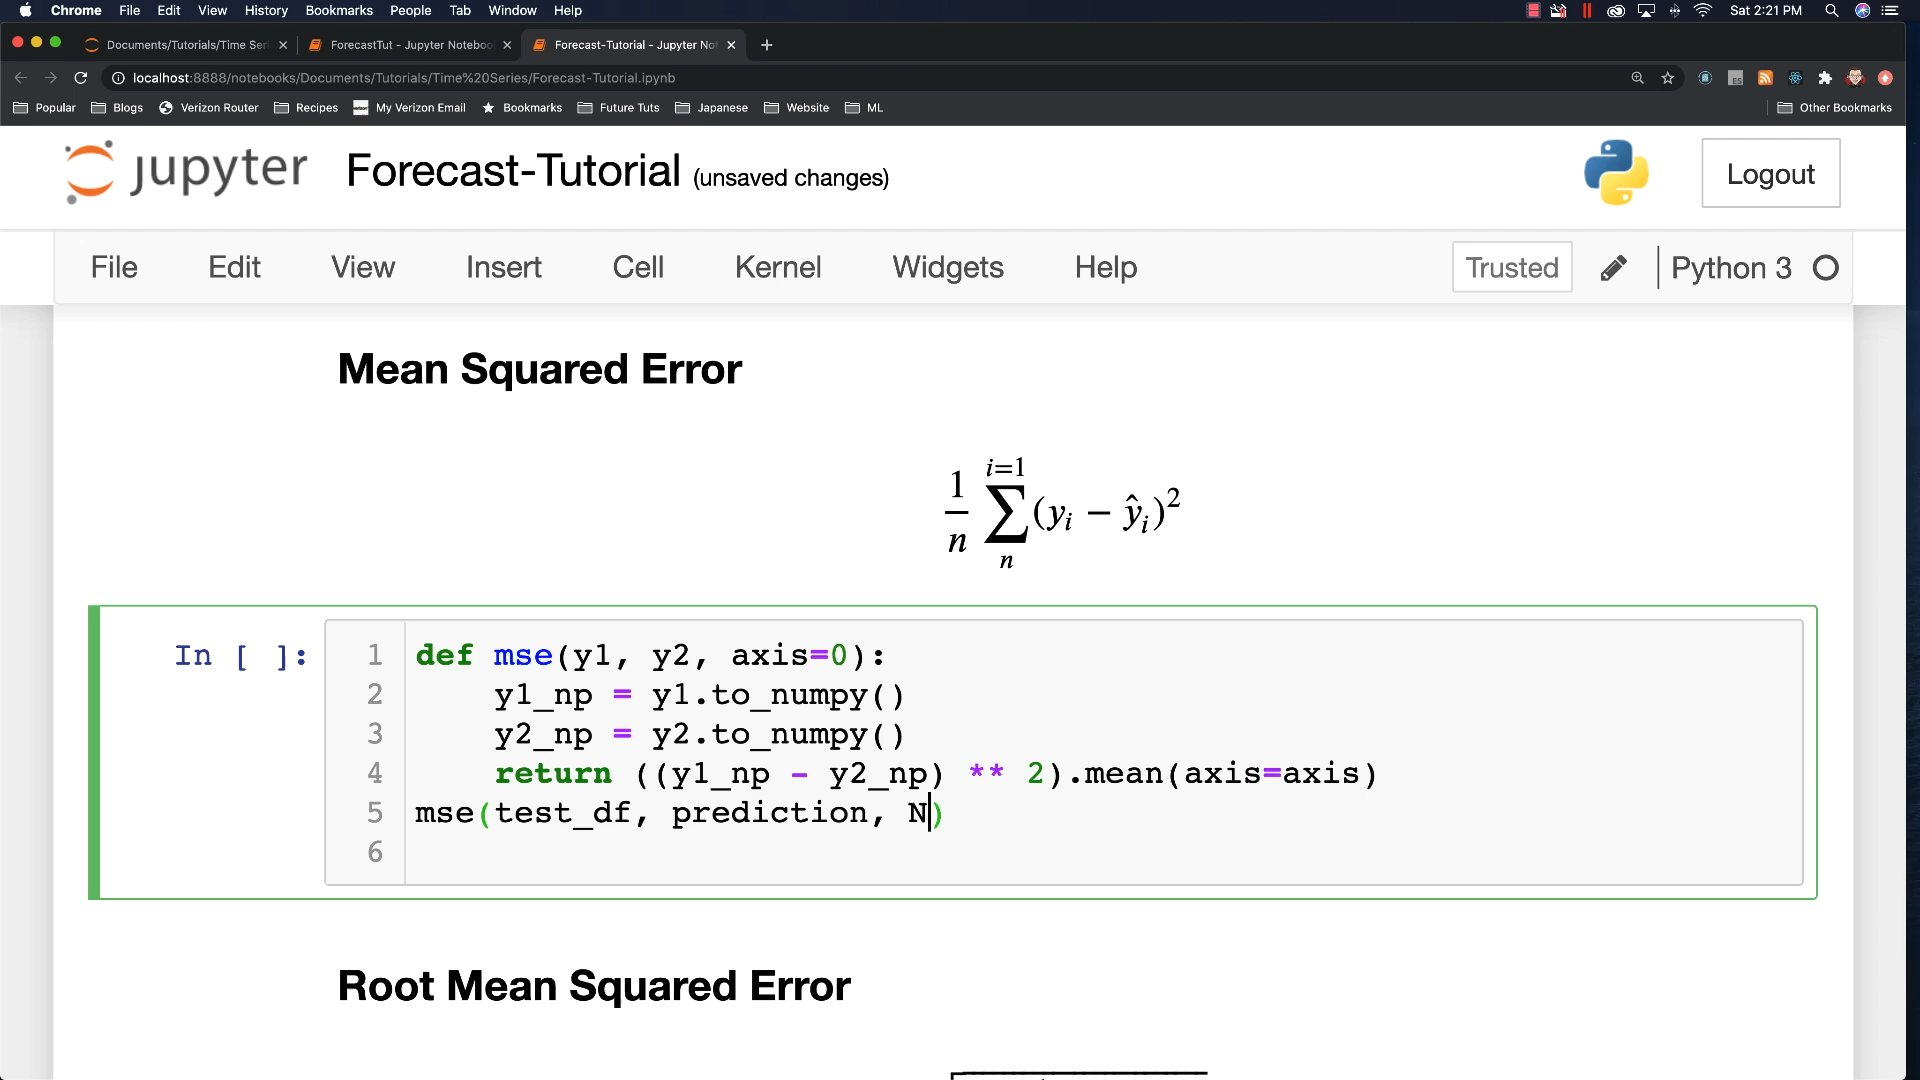 Chrome File Edit View History Bookmarks People Tab Window Help Sat 2:21 PM
Documents/Tutorials/Time Seri ForecastTut - Jupyter Noteboo Forecast-Tutorial - Jupyter Not
localhost:8888/notebooks/Documents/Tutorials/Time%20Series/Forecast-Tutorial.ipynb
Popular Blogs Verizon Router Recipes My Verizon Email Bookmarks Future Tuts Japanese Website ML Other Bookmarks
jupyter Forecast-Tutorial (unsaved changes) Logout
File Edit View Insert Cell Kernel Widgets Help Trusted Python 3
Mean Squared Error
i=1
1/n ∑(yᵢ − ŷᵢ)²
n
In [ ]: 1 def mse(y1, y2, axis=0):
2 y1_np = y1.to_numpy()
3 y2_np = y2.to_numpy()
4 return ((y1_np - y2_np) ** 2).mean(axis=axis)
5 mse(test_df, prediction, N)
6
Root Mean Squared Error